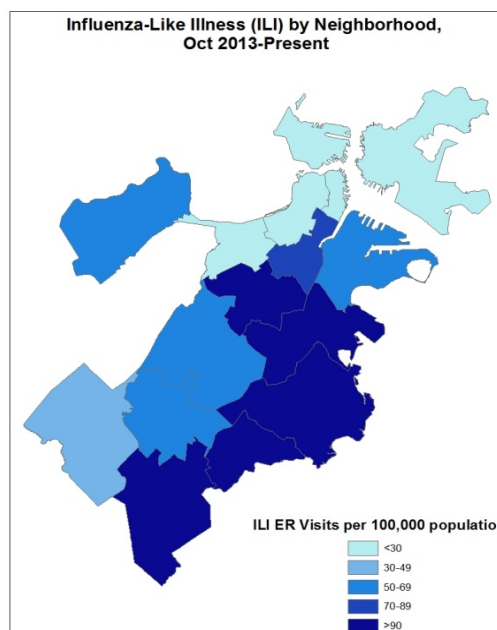 Influenza-Like Illness (ILI) by Neighborhood,
Oct 2013-Present
ILI ER Visits per 100,000 populatio
<30
30-49
50-69
70-89
>90